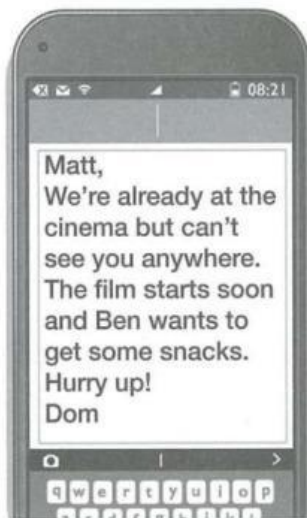 08:21
Matt,
We're already at the
cinema but can't
see you anywhere.
The film starts soon
and Ben wants to
get some snacks.
Hurry up!
Dom
q w e r t y u i o p